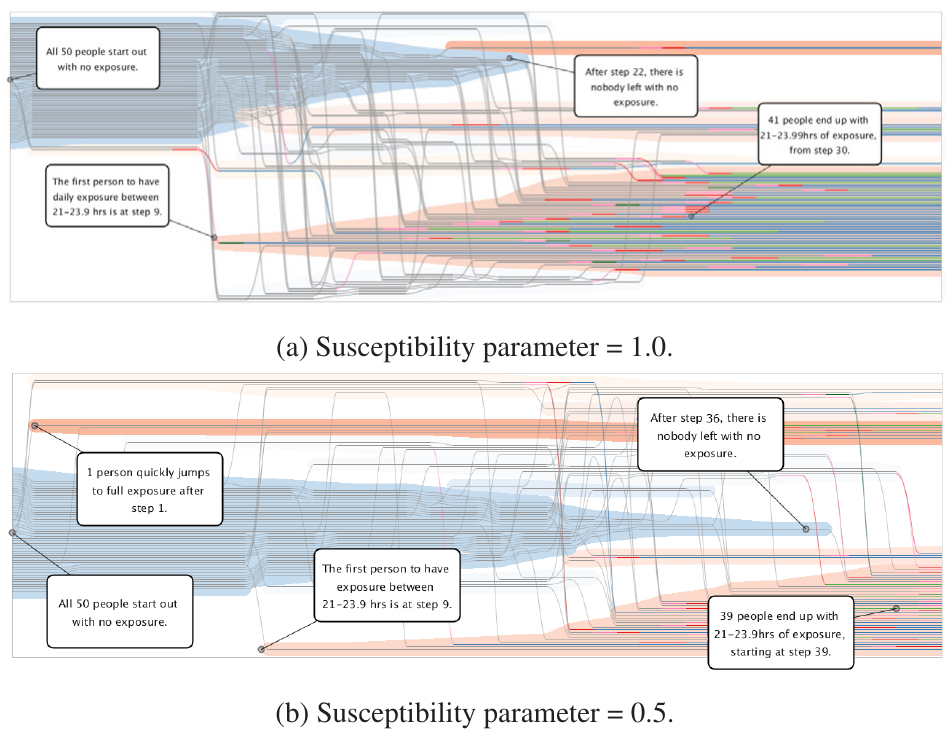 All 50 people start out
with no exposure.
After step 22, there is
nobody left with no
exposure.
41 people end up with
21-23.99hrs of exposure,
from step 30.
The first person to have
daily exposure between
21-23.9 hrs is at step 9.
(a) Susceptibility parameter = 1.0.
After step 36, there is
nobody left with no
exposure.
1 person quickly jumps
to full exposure after
step 1.
The first person to have
exposure between
21-23.9 hrs is at step 9.
All 50 people start out
with no exposure.
39 people end up with
21-23.9hrs of exposure,
starting at step 39.
(b) Susceptibility parameter = 0.5.